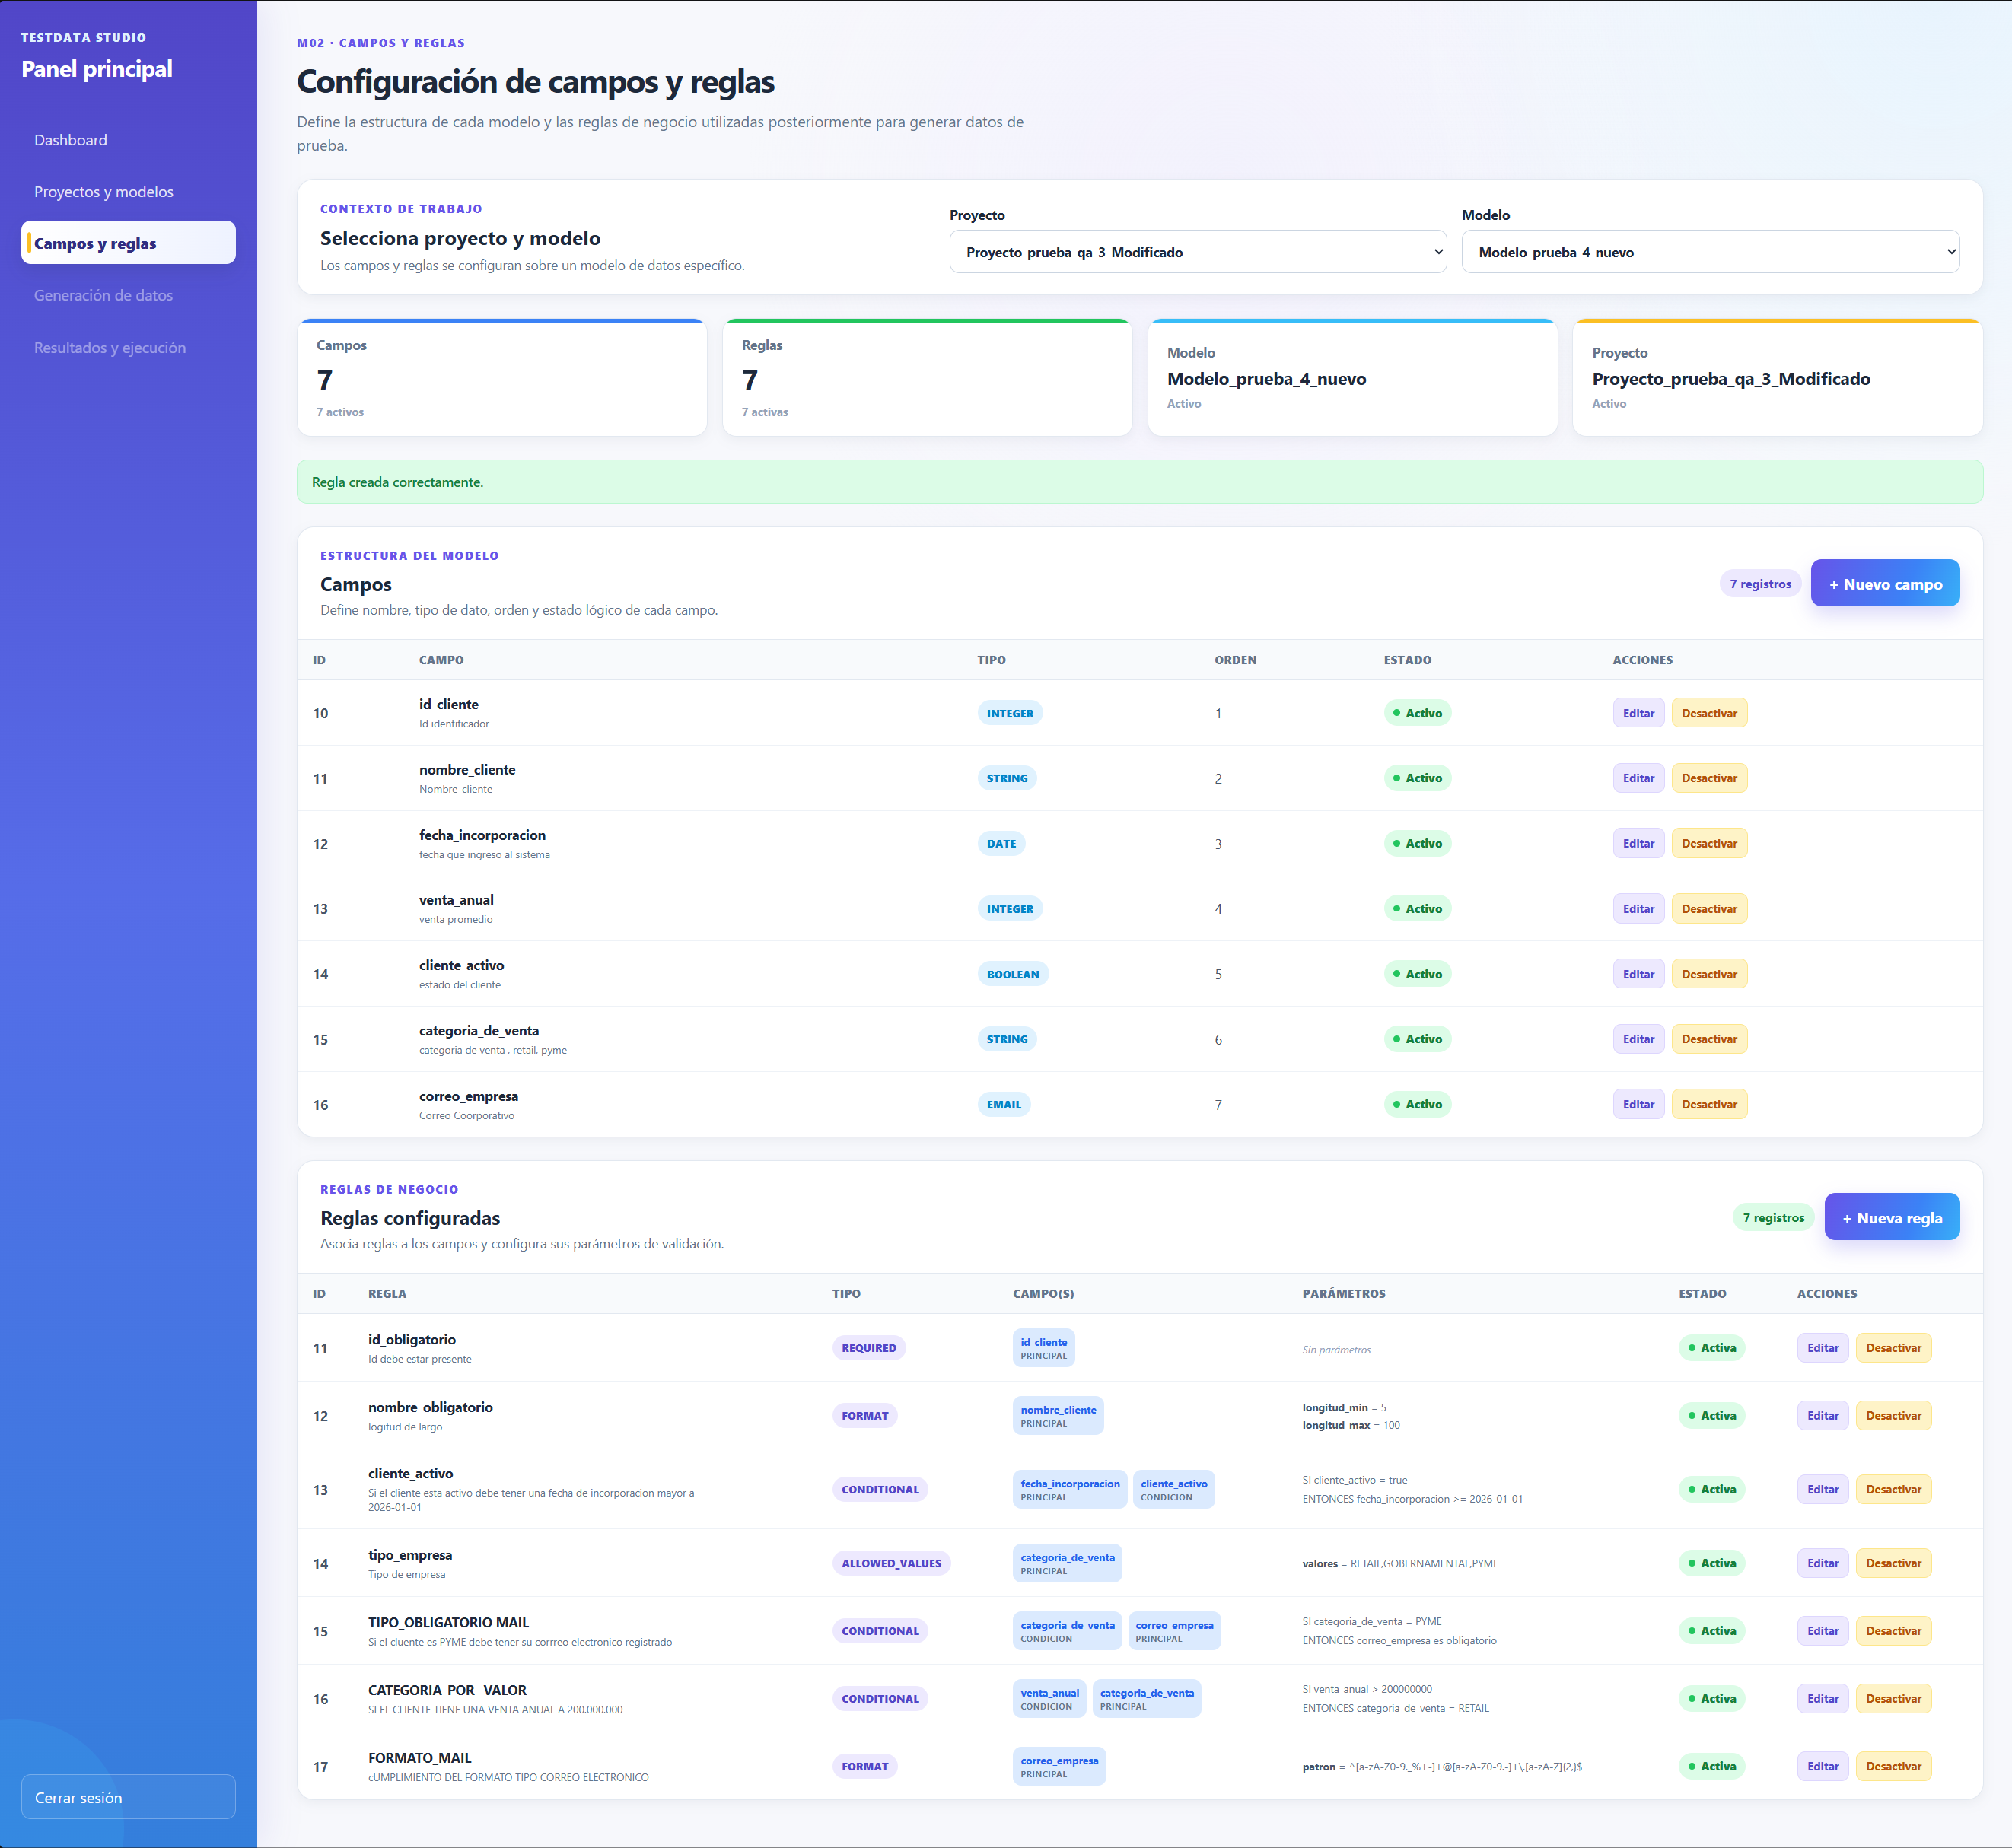 TESTDATA STUDIO
Panel principal
Dashboard
Proyectos y modelos
Campos y reglas
Generación de datos
Resultados y ejecución
Cerrar sesión
M02 · CAMPOS Y REGLAS
Configuración de campos y reglas
Define la estructura de cada modelo y las reglas de negocio utilizadas posteriormente para generar datos de
prueba.
CONTEXTO DE TRABAJO
Selecciona proyecto y modelo
Los campos y reglas se configuran sobre un modelo de datos específico.
Proyecto
Proyecto_prueba_qa_3_Modificado
Modelo
Modelo_prueba_4_nuevo
Campos
7
7 activos
Reglas
7
7 activas
Modelo
Modelo_prueba_4_nuevo
Activo
Proyecto
Proyecto_prueba_qa_3_Modificado
Activo
Regla creada correctamente.
ESTRUCTURA DEL MODELO
Campos
Define nombre, tipo de dato, orden y estado lógico de cada campo.
7 registros
+ Nuevo campo
ID CAMPO TIPO ORDEN ESTADO ACCIONES
10 id_cliente INTEGER 1 Activo Editar Desactivar
Id identificador
11 nombre_cliente STRING 2 Activo Editar Desactivar
Nombre_cliente
12 fecha_incorporacion DATE 3 Activo Editar Desactivar
fecha que ingreso al sistema
13 venta_anual INTEGER 4 Activo Editar Desactivar
venta promedio
14 cliente_activo BOOLEAN 5 Activo Editar Desactivar
estado del cliente
15 categoria_de_venta STRING 6 Activo Editar Desactivar
categoria de venta , retail, pyme
16 correo_empresa EMAIL 7 Activo Editar Desactivar
Correo Coorporativo
REGLAS DE NEGOCIO
Reglas configuradas
Asocia reglas a los campos y configura sus parámetros de validación.
7 registros
+ Nueva regla
ID REGLA TIPO CAMPO(S) PARÁMETROS ESTADO ACCIONES
11 id_obligatorio REQUIRED id_cliente Sin parámetros Activa Editar Desactivar
Id debe estar presente PRINCIPAL
12 nombre_obligatorio FORMAT nombre_cliente longitud_min = 5 Activa Editar Desactivar
logitud de largo PRINCIPAL longitud_max = 100
13 cliente_activo CONDITIONAL fecha_incorporacion cliente_activo SI cliente_activo = true Activa Editar Desactivar
Si el cliente esta activo debe tener una fecha de incorporacion mayor a PRINCIPAL CONDICION ENTONCES fecha_incorporacion >= 2026-01-01
2026-01-01
14 tipo_empresa ALLOWED_VALUES categoria_de_venta valores = RETAIL,GOBERNAMENTAL,PYME Activa Editar Desactivar
Tipo de empresa PRINCIPAL
15 TIPO_OBLIGATORIO MAIL CONDITIONAL categoria_de_venta correo_empresa SI categoria_de_venta = PYME Activa Editar Desactivar
Si el cluente es PYME debe tener su corrreo electronico registrado CONDICION PRINCIPAL ENTONCES correo_empresa es obligatorio
16 CATEGORIA_POR _VALOR CONDITIONAL venta_anual categoria_de_venta SI venta_anual > 200000000 Activa Editar Desactivar
SI EL CLIENTE TIENE UNA VENTA ANUAL A 200.000.000 CONDICION PRINCIPAL ENTONCES categoria_de_venta = RETAIL
17 FORMATO_MAIL FORMAT correo_empresa patron = ^[a-zA-Z0-9._%+-]+@[a-zA-Z0-9.-]+\.[a-zA-Z]{2,}$ Activa Editar Desactivar
cUMPLIMIENTO DEL FORMATO TIPO CORREO ELECTRONICO PRINCIPAL